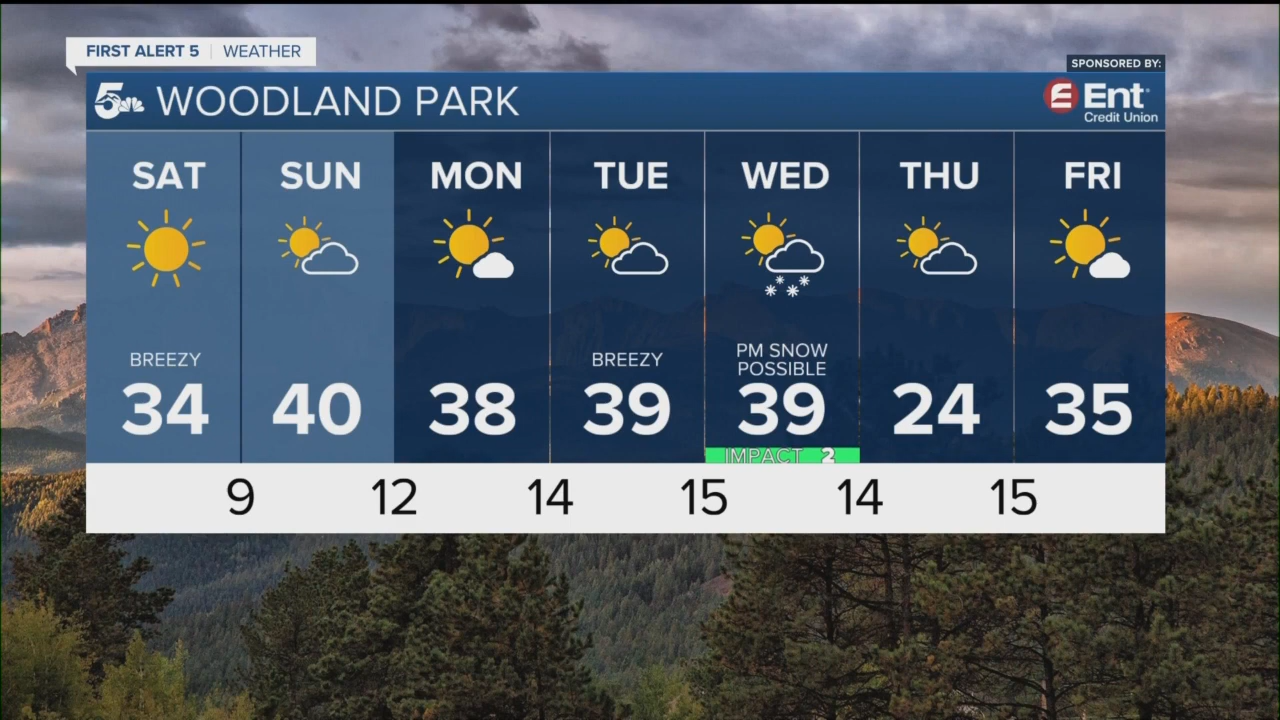 FIRST ALERT 5 | WEATHER
SPONSORED BY:
5 WOODLAND PARK
Ent
Credit Union
SAT SUN MON TUE WED THU FRI
BREEZY BREEZY PM SNOW
POSSIBLE
34 40 38 39 39 24 35
IMPACT 2
9 12 14 15 14 15